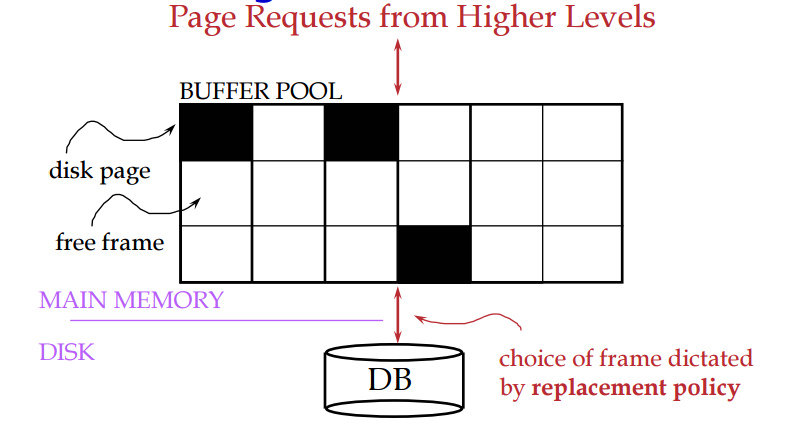 Page Requests from Higher Levels
BUFFER POOL
disk page
free frame
MAIN MEMORY
DISK
DB
choice of frame dictated
by replacement policy